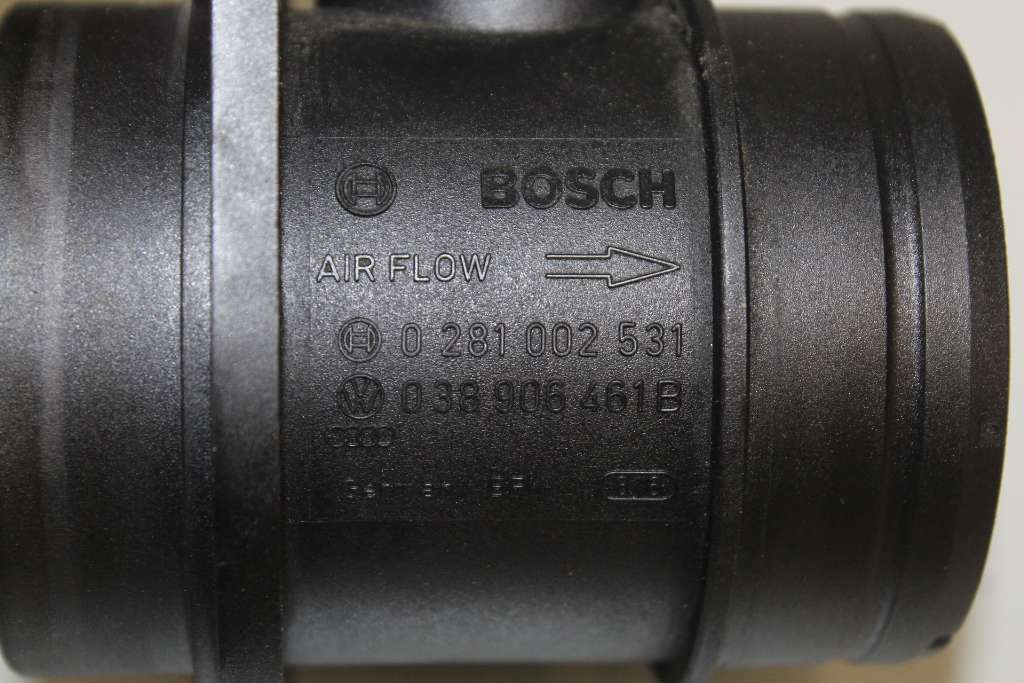 BOSCH
AIR FLOW
0 281 002 531
038 906 461B